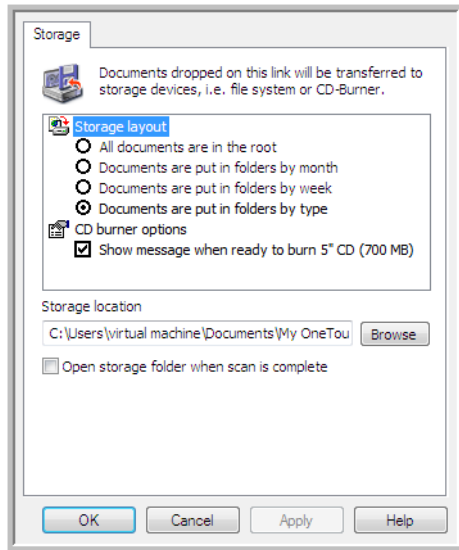 Storage
Documents dropped on this link will be transferred to
storage devices, i.e. file system or CD-Burner.
Storage layout
All documents are in the root
Documents are put in folders by month
Documents are put in folders by week
Documents are put in folders by type
CD burner options
Show message when ready to burn 5" CD (700 MB)
Storage location
C:\Users\virtual machine\Documents\My OneTou
Browse
Open storage folder when scan is complete
OK Cancel Apply Help